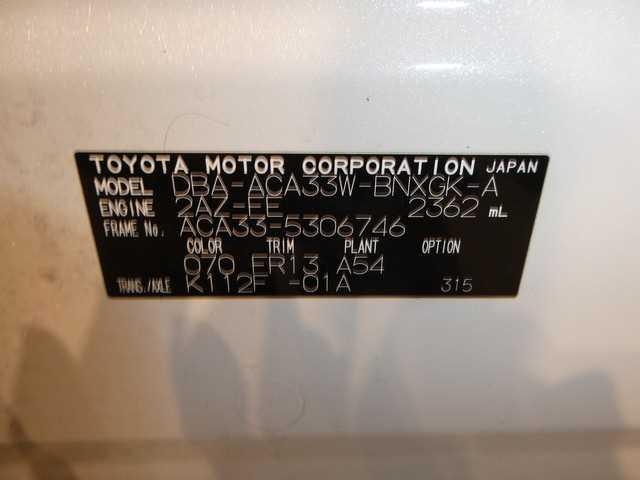 TOYOTA MOTOR CORPORATION JAPAN
MODEL DBA-ACA33W-BNXGK-A
ENGINE 2AZ-FE 2362 mL
FRAME No. ACA33-5306746
COLOR TRIM PLANT OPTION
070 FR13 A54
TRANS./AXLE K112F -01A 315